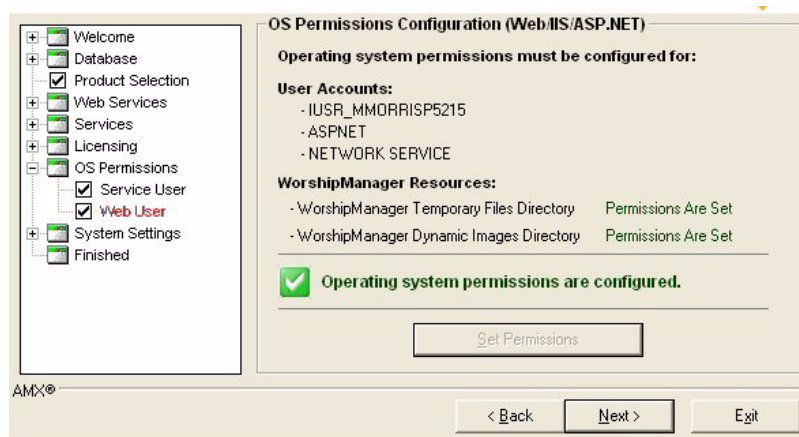 Welcome
Database
Product Selection
Web Services
Services
Licensing
OS Permissions
Service User
Web User
System Settings
Finished
OS Permissions Configuration (Web/IIS/ASP.NET)
Operating system permissions must be configured for:
User Accounts:
- IUSR_MMORRISP5215
- ASPNET
- NETWORK SERVICE
WorshipManager Resources:
- WorshipManager Temporary Files Directory Permissions Are Set
- WorshipManager Dynamic Images Directory Permissions Are Set
Operating system permissions are configured.
Set Permissions
AMX®
< Back Next > Exit